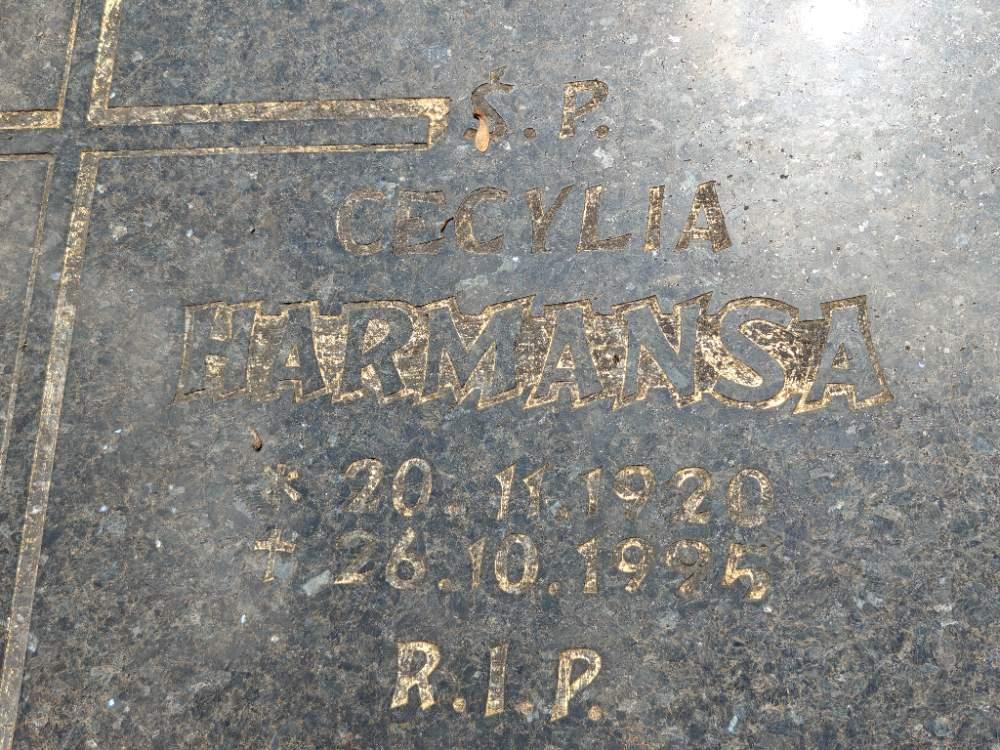 Ś.P.
CECYLIA
HARMANSA
* 20.11.1920
† 26.10.1995
R.I.P.